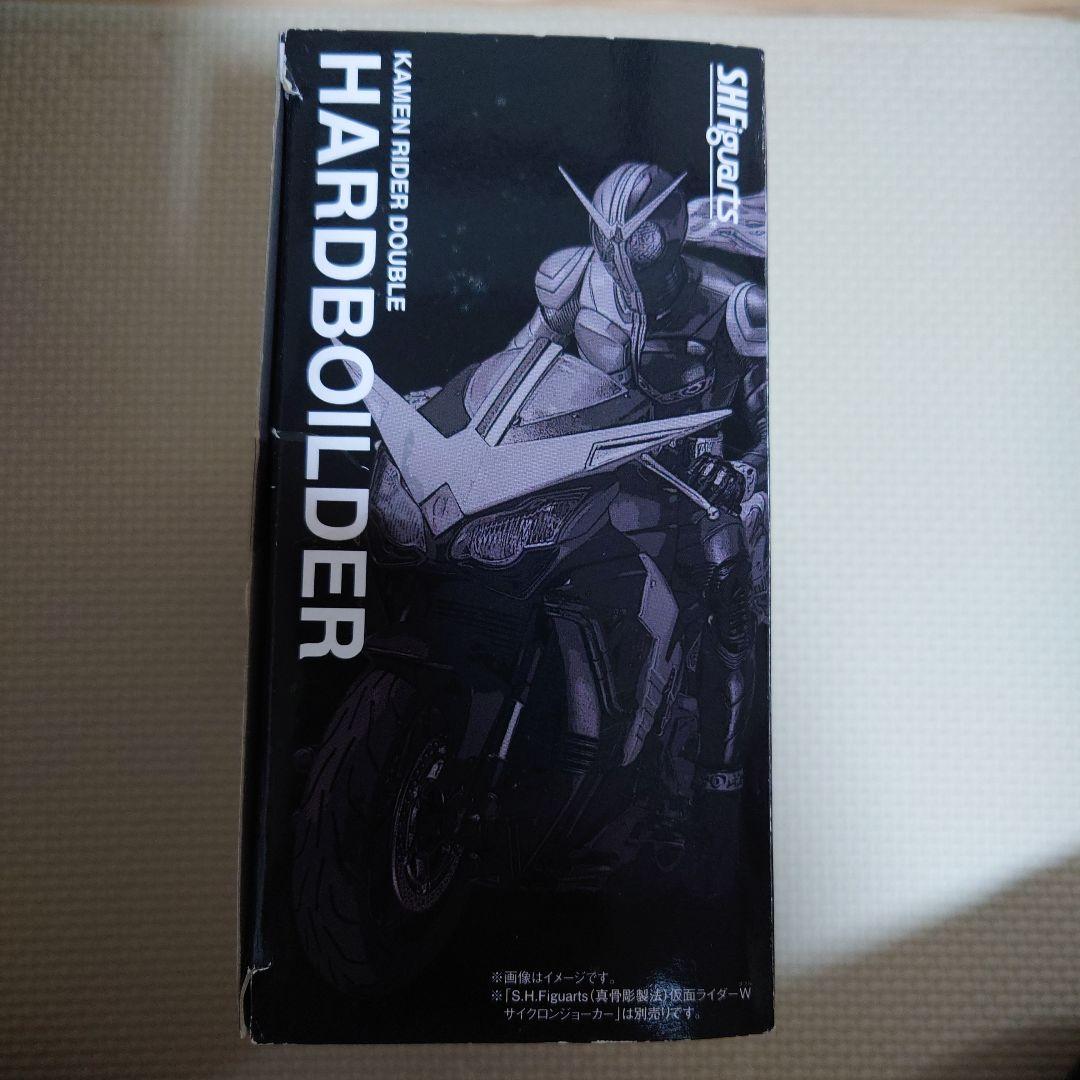 S.H.Figuarts
KAMEN RIDER DOUBLE
HARDBOILDER
※画像はイメージです。
※「S.H.Figuarts(真骨彫製法)仮面ライダーW
サイクロンジョーカー」は別売りです。